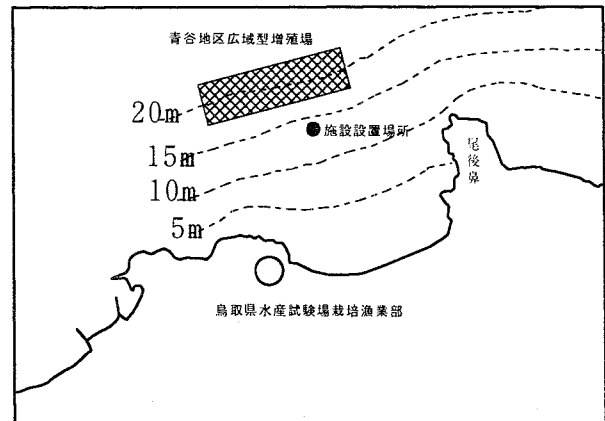 青谷地区広域型増殖場
20m
施設設置場所
15m
尾後鼻
10m
5m
鳥取県水産試験場栽培漁業部